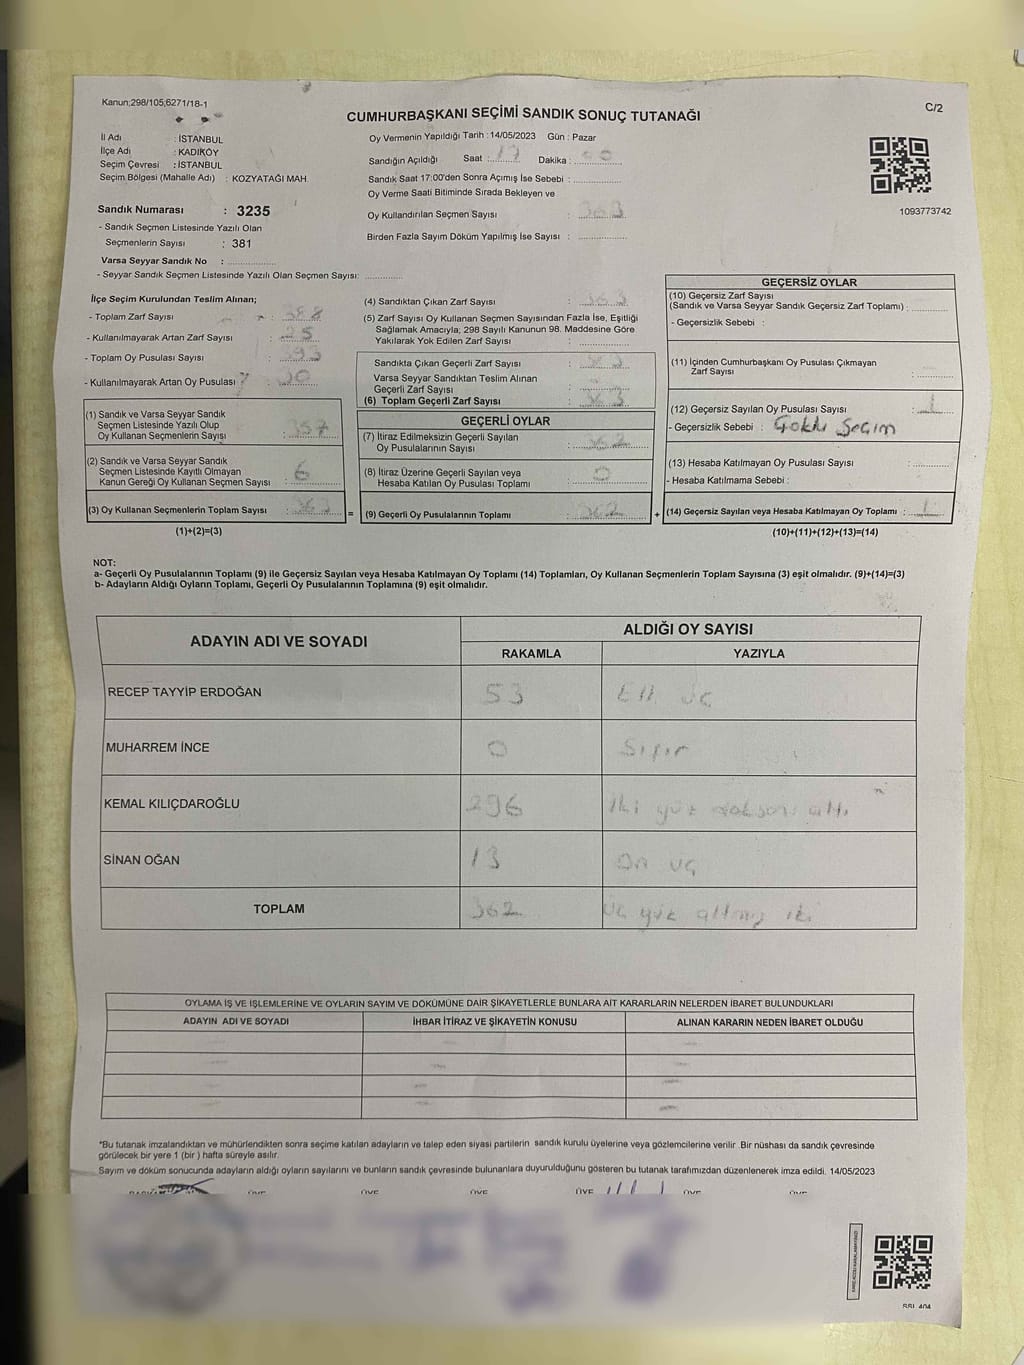 Kanun;298/105;6271/18-1
C/2
CUMHURBAŞKANI SEÇİMİ SANDIK SONUÇ TUTANAĞI
İl Adı : İSTANBUL
İlçe Adı : KADIKÖY
Seçim Çevresi : İSTANBUL
Seçim Bölgesi (Mahalle Adı) : KOZYATAĞI MAH.
Sandık Numarası : 3235
- Sandık Seçmen Listesinde Yazılı Olan
Seçmenlerin Sayısı : 381
Varsa Seyyar Sandık No :
- Seyyar Sandık Seçmen Listesinde Yazılı Olan Seçmen Sayısı:
Oy Vermenin Yapıldığı Tarih : 14/05/2023 Gün : Pazar
Sandığın Açıldığı Saat : 17 Dakika : 00
Sandık Saat 17:00'den Sonra Açımış İse Sebebi :
Oy Verme Saati Bitiminde Sırada Bekleyen ve
Oy Kullandırılan Seçmen Sayısı : 363
Birden Fazla Sayım Döküm Yapılmış İse Sayısı :
1093773742
İlçe Seçim Kurulundan Teslim Alınan;
- Toplam Zarf Sayısı : 388
- Kullanılmayarak Artan Zarf Sayısı : 25
- Toplam Oy Pusulası Sayısı : 393
- Kullanılmayarak Artan Oy Pusulası : 30
(1) Sandık ve Varsa Seyyar Sandık
Seçmen Listesinde Yazılı Olup
Oy Kullanan Seçmenlerin Sayısı : 357
(2) Sandık ve Varsa Seyyar Sandık
Seçmen Listesinde Kayıtlı Olmayan
Kanun Gereği Oy Kullanan Seçmen Sayısı : 6
(3) Oy Kullanan Seçmenlerin Toplam Sayısı : 363
(1)+(2)=(3)
(4) Sandıktan Çıkan Zarf Sayısı : 363
(5) Zarf Sayısı Oy Kullanan Seçmen Sayısından Fazla İse, Eşitliği
Sağlamak Amacıyla; 298 Sayılı Kanunun 98. Maddesine Göre
Yakılarak Yok Edilen Zarf Sayısı :
Sandıkta Çıkan Geçerli Zarf Sayısı :
Varsa Seyyar Sandıktan Teslim Alınan
Geçerli Zarf Sayısı :
(6) Toplam Geçerli Zarf Sayısı :
GEÇERLİ OYLAR
(7) İtiraz Edilmeksizin Geçerli Sayılan
Oy Pusulalarının Sayısı : 362
(8) İtiraz Üzerine Geçerli Sayılan veya
Hesaba Katılan Oy Pusulası Toplamı : 0
= (9) Geçerli Oy Pusulalarının Toplamı : 362
GEÇERSİZ OYLAR
(10) Geçersiz Zarf Sayısı
(Sandık ve Varsa Seyyar Sandık Geçersiz Zarf Toplamı) :
- Geçersizlik Sebebi :
(11) İçinden Cumhurbaşkanı Oy Pusulası Çıkmayan
Zarf Sayısı :
(12) Geçersiz Sayılan Oy Pusulası Sayısı : 1
- Geçersizlik Sebebi : Çoklu Seçim
(13) Hesaba Katılmayan Oy Pusulası Sayısı :
- Hesaba Katılmama Sebebi :
+ (14) Geçersiz Sayılan veya Hesaba Katılmayan Oy Toplamı : 1
(10)+(11)+(12)+(13)=(14)
NOT:
a- Geçerli Oy Pusulalarının Toplamı (9) ile Geçersiz Sayılan veya Hesaba Katılmayan Oy Toplamı (14) Toplamları, Oy Kullanan Seçmenlerin Toplam Sayısına (3) eşit olmalıdır. (9)+(14)=(3)
b- Adayların Aldığı Oyların Toplamı, Geçerli Oy Pusulalarının Toplamına (9) eşit olmalıdır.
ADAYIN ADI VE SOYADI
ALDIĞI OY SAYISI
RAKAMLA YAZIYLA
RECEP TAYYİP ERDOĞAN 53 Elli üç
MUHARREM İNCE 0 Sıfır
KEMAL KILIÇDAROĞLU 296 İki yüz doksan altı
SİNAN OĞAN 13 On üç
TOPLAM 362 Üç yüz altmış iki
OYLAMA İŞ VE İŞLEMLERİNE VE OYLARIN SAYIM VE DÖKÜMÜNE DAİR ŞİKAYETLERLE BUNLARA AİT KARARLARIN NELERDEN İBARET BULUNDUKLARI
ADAYIN ADI VE SOYADI İHBAR İTİRAZ VE ŞİKAYETİN KONUSU ALINAN KARARIN NEDEN İBARET OLDUĞU
*Bu tutanak imzalandıktan ve mühürlendikten sonra seçime katılan adayların ve talep eden siyasi partilerin sandık kurulu üyelerine veya gözlemcilerine verilir. Bir nüshası da sandık çevresinde
görülecek bir yere 1 (bir ) hafta süreyle asılır.
Sayım ve döküm sonucunda adayların aldığı oyların sayılarını ve bunların sandık çevresinde bulunanlara duyurulduğunu gösteren bu tutanak tarafımızdan düzenlenerek imza edildi. 14/05/2023
ÜYE ÜYE ÜYE ÜYE ÜYE ÜYE